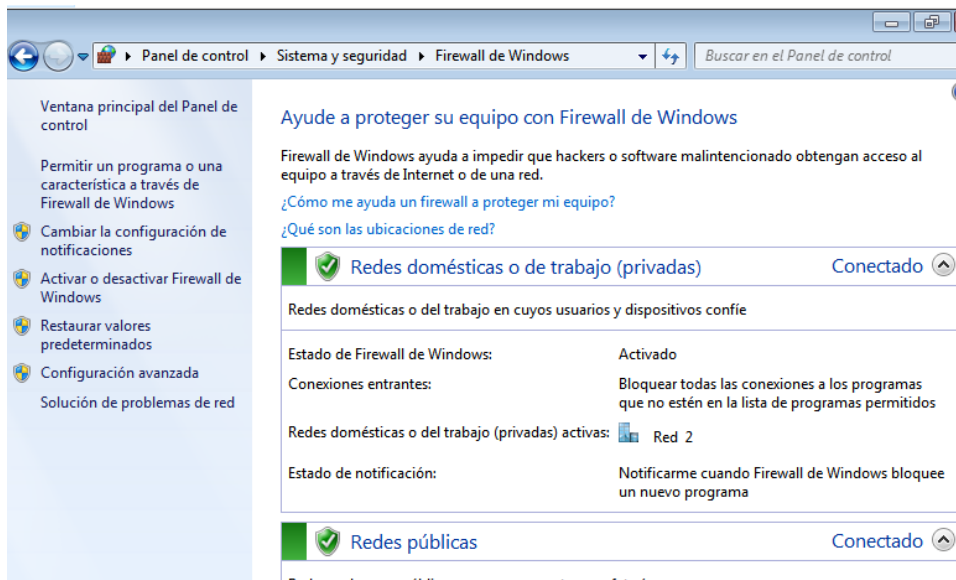 Panel de control ▸ Sistema y seguridad ▸ Firewall de Windows
Buscar en el Panel de control
Ventana principal del Panel de
control
Permitir un programa o una
característica a través de
Firewall de Windows
Cambiar la configuración de
notificaciones
Activar o desactivar Firewall de
Windows
Restaurar valores
predeterminados
Configuración avanzada
Solución de problemas de red
Ayude a proteger su equipo con Firewall de Windows
Firewall de Windows ayuda a impedir que hackers o software malintencionado obtengan acceso al
equipo a través de Internet o de una red.
¿Cómo me ayuda un firewall a proteger mi equipo?
¿Qué son las ubicaciones de red?
Redes domésticas o de trabajo (privadas) Conectado
Redes domésticas o del trabajo en cuyos usuarios y dispositivos confíe
Estado de Firewall de Windows: Activado
Conexiones entrantes: Bloquear todas las conexiones a los programas
que no estén en la lista de programas permitidos
Redes domésticas o del trabajo (privadas) activas: Red 2
Estado de notificación: Notificarme cuando Firewall de Windows bloquee
un nuevo programa
Redes públicas Conectado